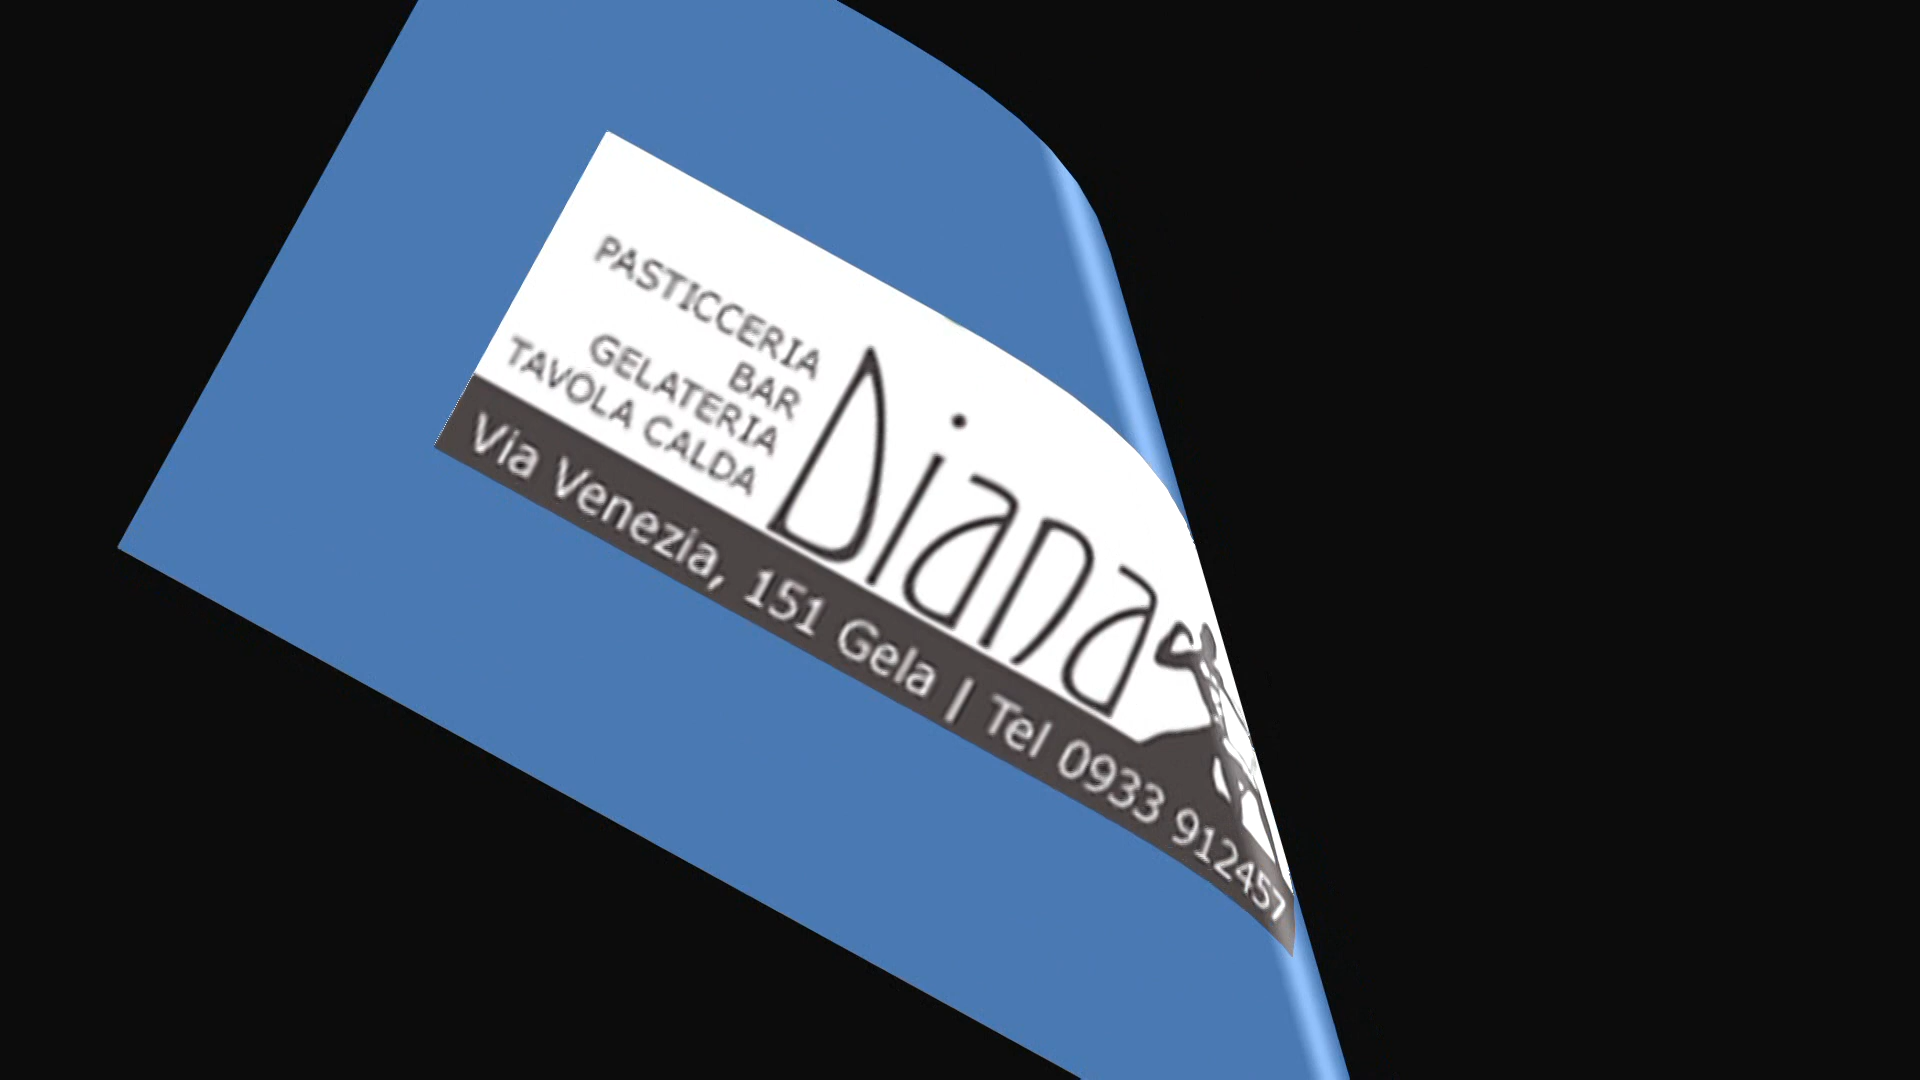 PASTICCERIA
BAR
GELATERIA
TAVOLA CALDA
Diana
Via Venezia, 151 Gela | Tel 0933 912457